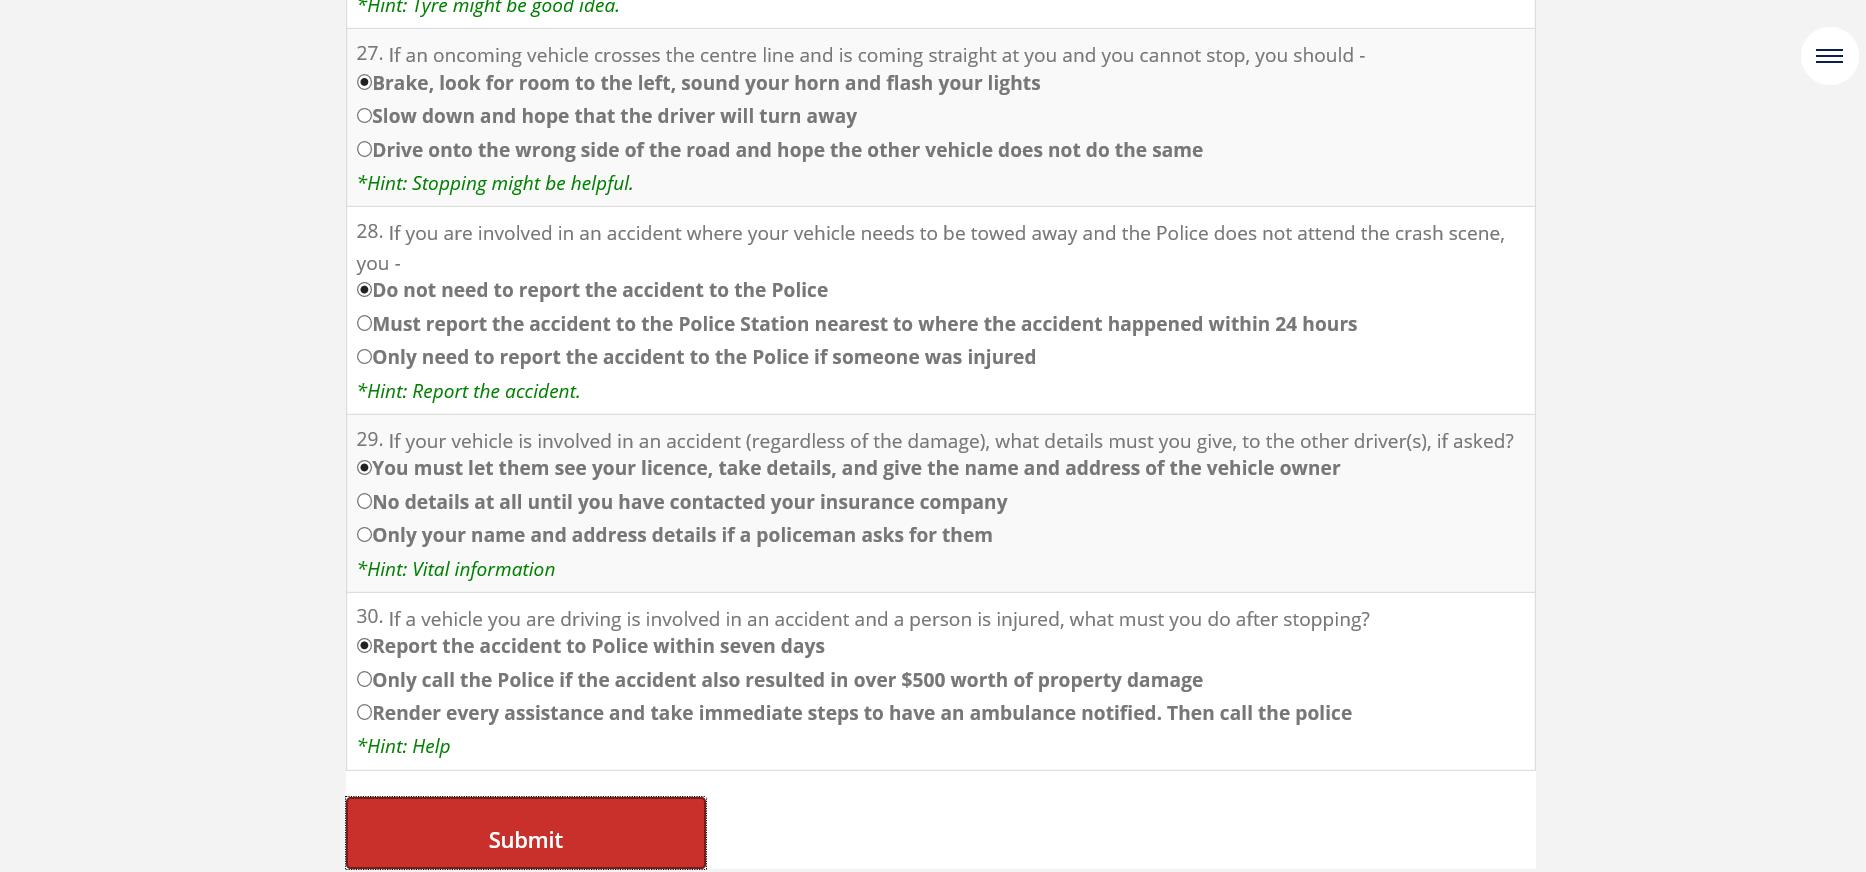 *Hint: Tyre might be good idea.
27. If an oncoming vehicle crosses the centre line and is coming straight at you and you cannot stop, you should -
Brake, look for room to the left, sound your horn and flash your lights
Slow down and hope that the driver will turn away
Drive onto the wrong side of the road and hope the other vehicle does not do the same
*Hint: Stopping might be helpful.
28. If you are involved in an accident where your vehicle needs to be towed away and the Police does not attend the crash scene,
you -
Do not need to report the accident to the Police
Must report the accident to the Police Station nearest to where the accident happened within 24 hours
Only need to report the accident to the Police if someone was injured
*Hint: Report the accident.
29. If your vehicle is involved in an accident (regardless of the damage), what details must you give, to the other driver(s), if asked?
You must let them see your licence, take details, and give the name and address of the vehicle owner
No details at all until you have contacted your insurance company
Only your name and address details if a policeman asks for them
*Hint: Vital information
30. If a vehicle you are driving is involved in an accident and a person is injured, what must you do after stopping?
Report the accident to Police within seven days
Only call the Police if the accident also resulted in over $500 worth of property damage
Render every assistance and take immediate steps to have an ambulance notified. Then call the police
*Hint: Help
Submit